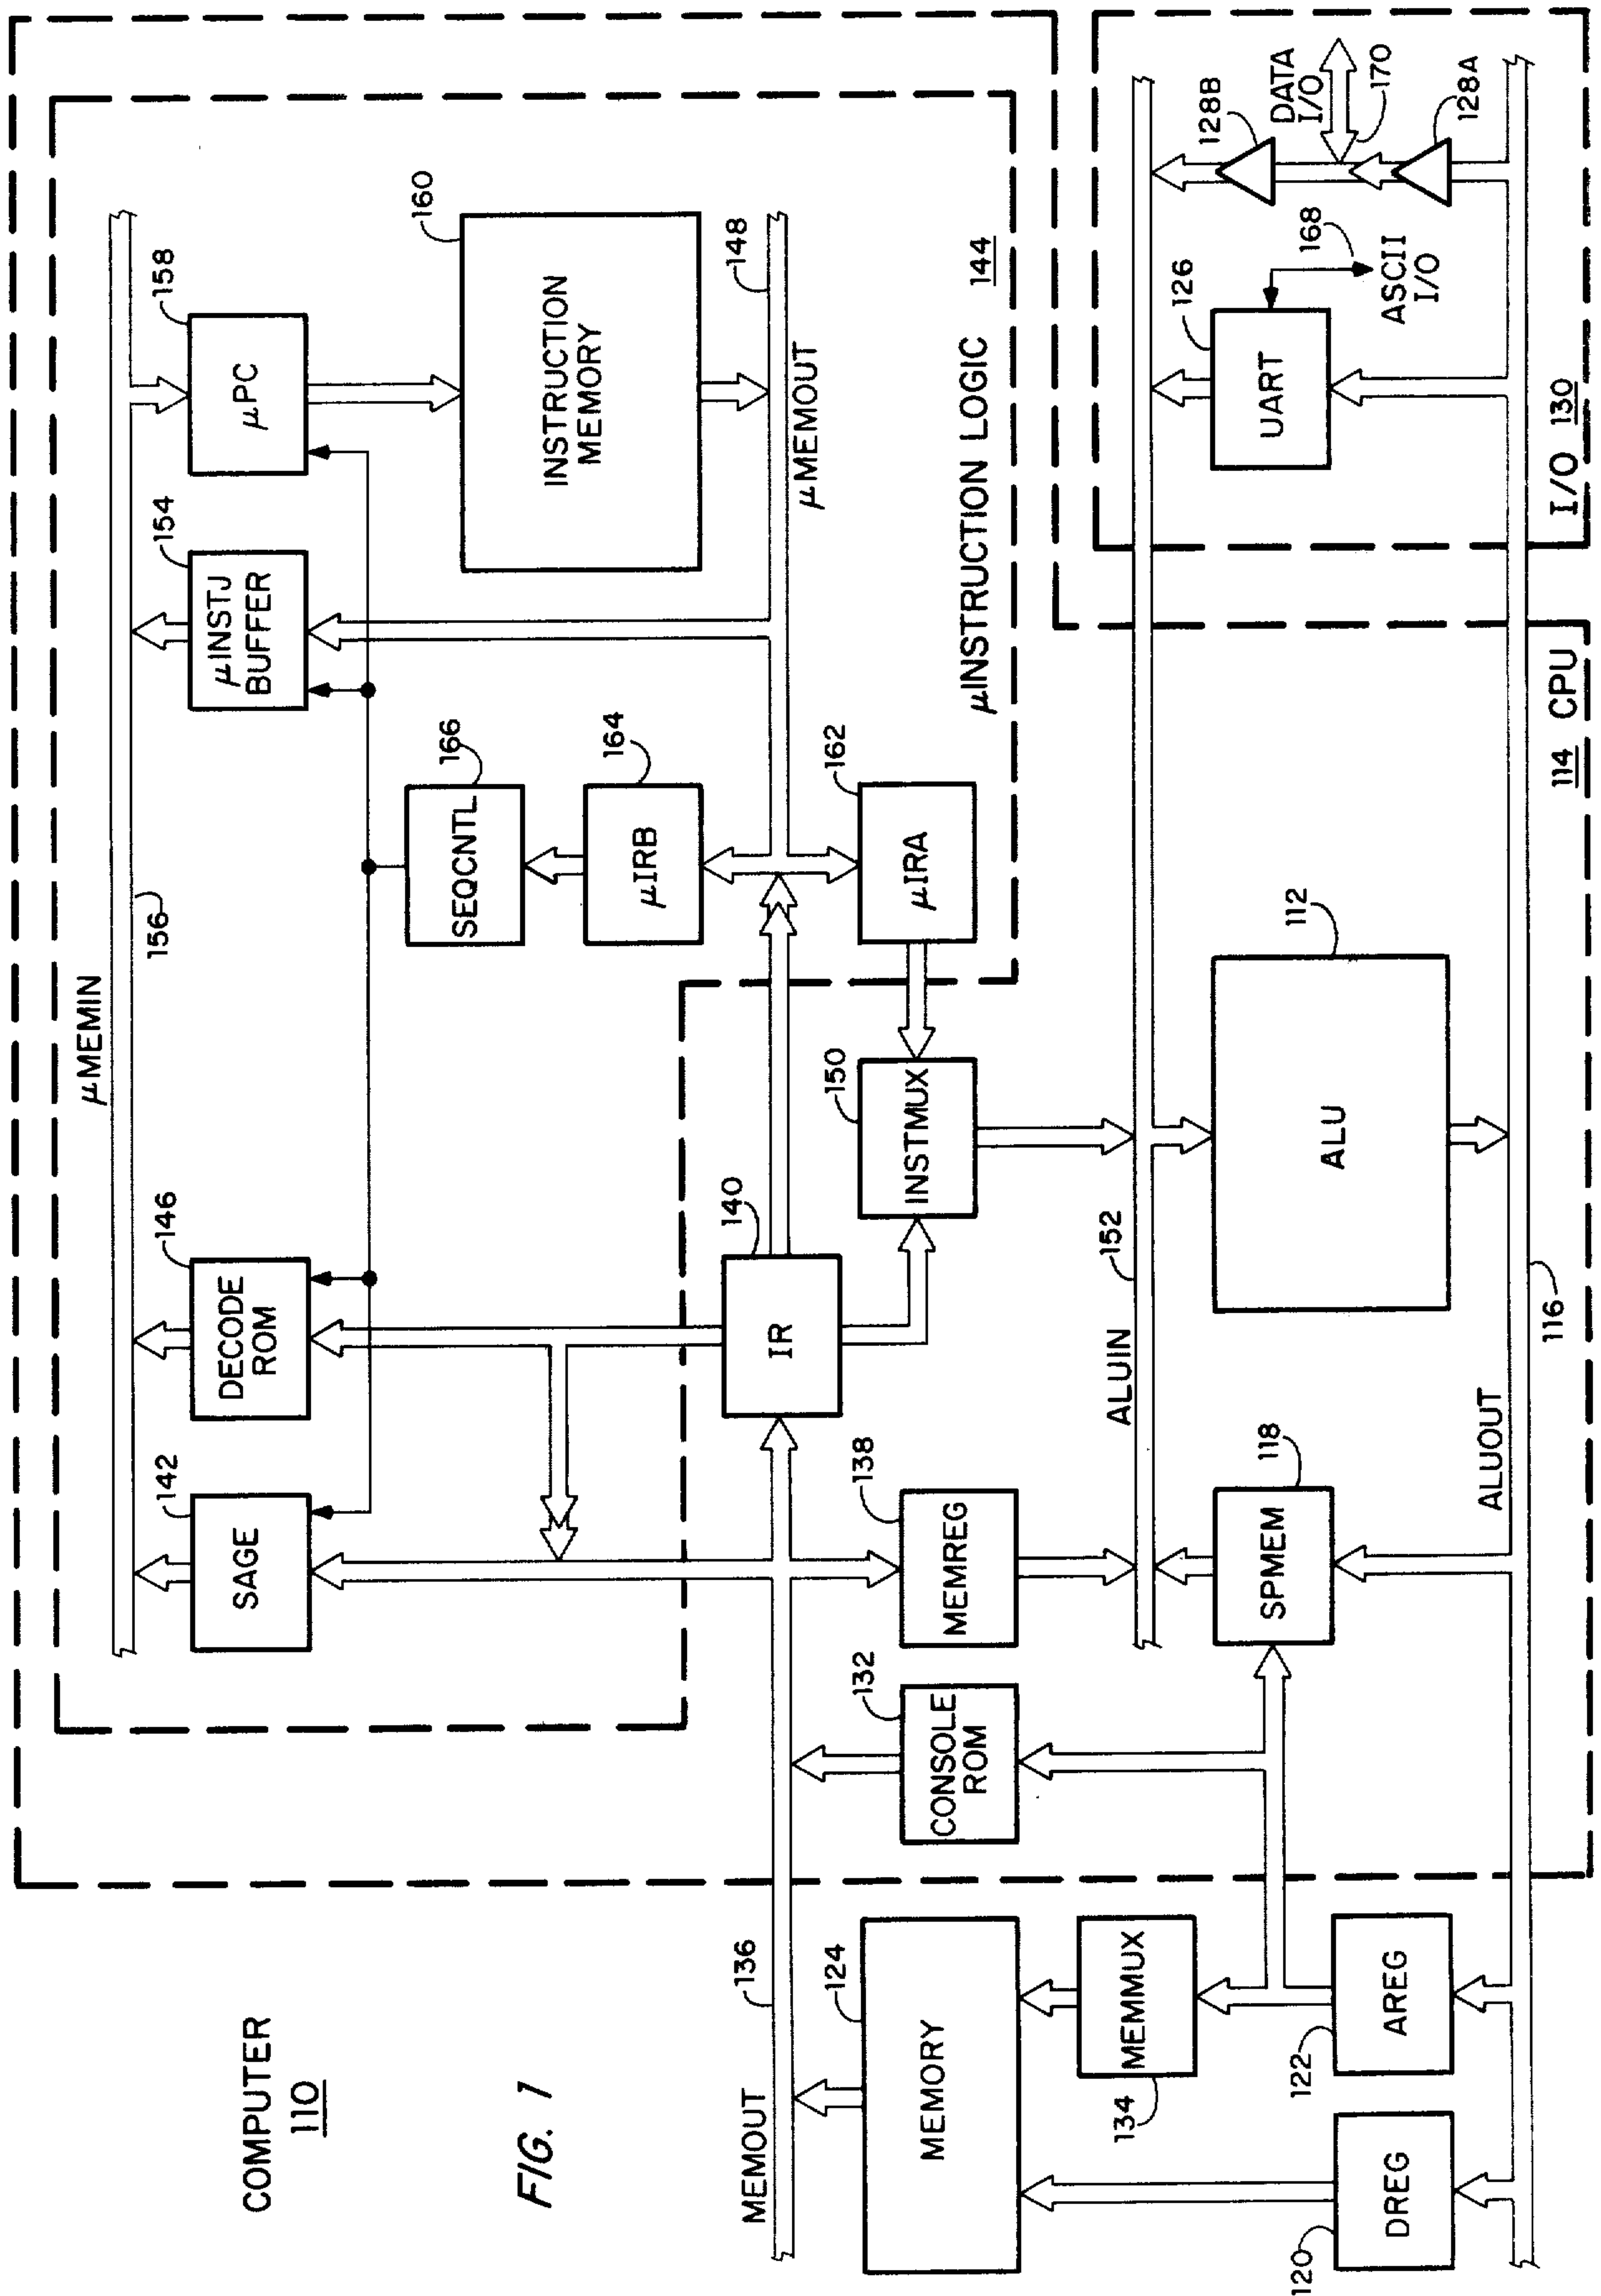 COMPUTER
110
FIG. 1
μMEMIN
156
142
SAGE
146
DECODE
ROM
154
μINSTJ
BUFFER
158
μPC
166
SEQCNTL
164
μIRB
160
INSTRUCTION
MEMORY
148
μMEMOUT
162
μIRA
μINSTRUCTION LOGIC
144
MEMOUT
136
140
IR
150
INSTMUX
124
MEMORY
132
CONSOLE
ROM
138
MEMREG
134
MEMMUX
ALUIN
152
118
SPMEM
112
ALU
126
UART
168
ASCII
I/O
128B
DATA
I/O
170
128A
120
DREG
122
AREG
ALUOUT
116
114 CPU
I/O 130